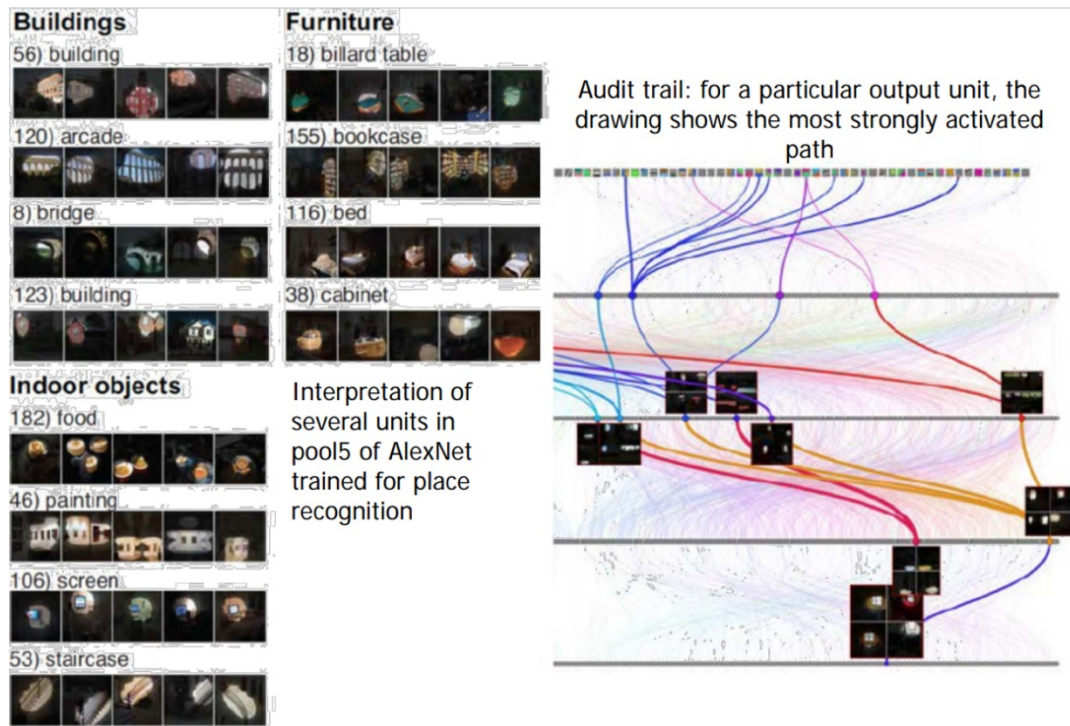 Buildings
56) building
120) arcade
8) bridge
123) building
Indoor objects
182) food
46) painting
106) screen
53) staircase
Furniture
18) billard table
155) bookcase
116) bed
38) cabinet
Interpretation of
several units in
pool5 of AlexNet
trained for place
recognition
Audit trail: for a particular output unit, the
drawing shows the most strongly activated
path